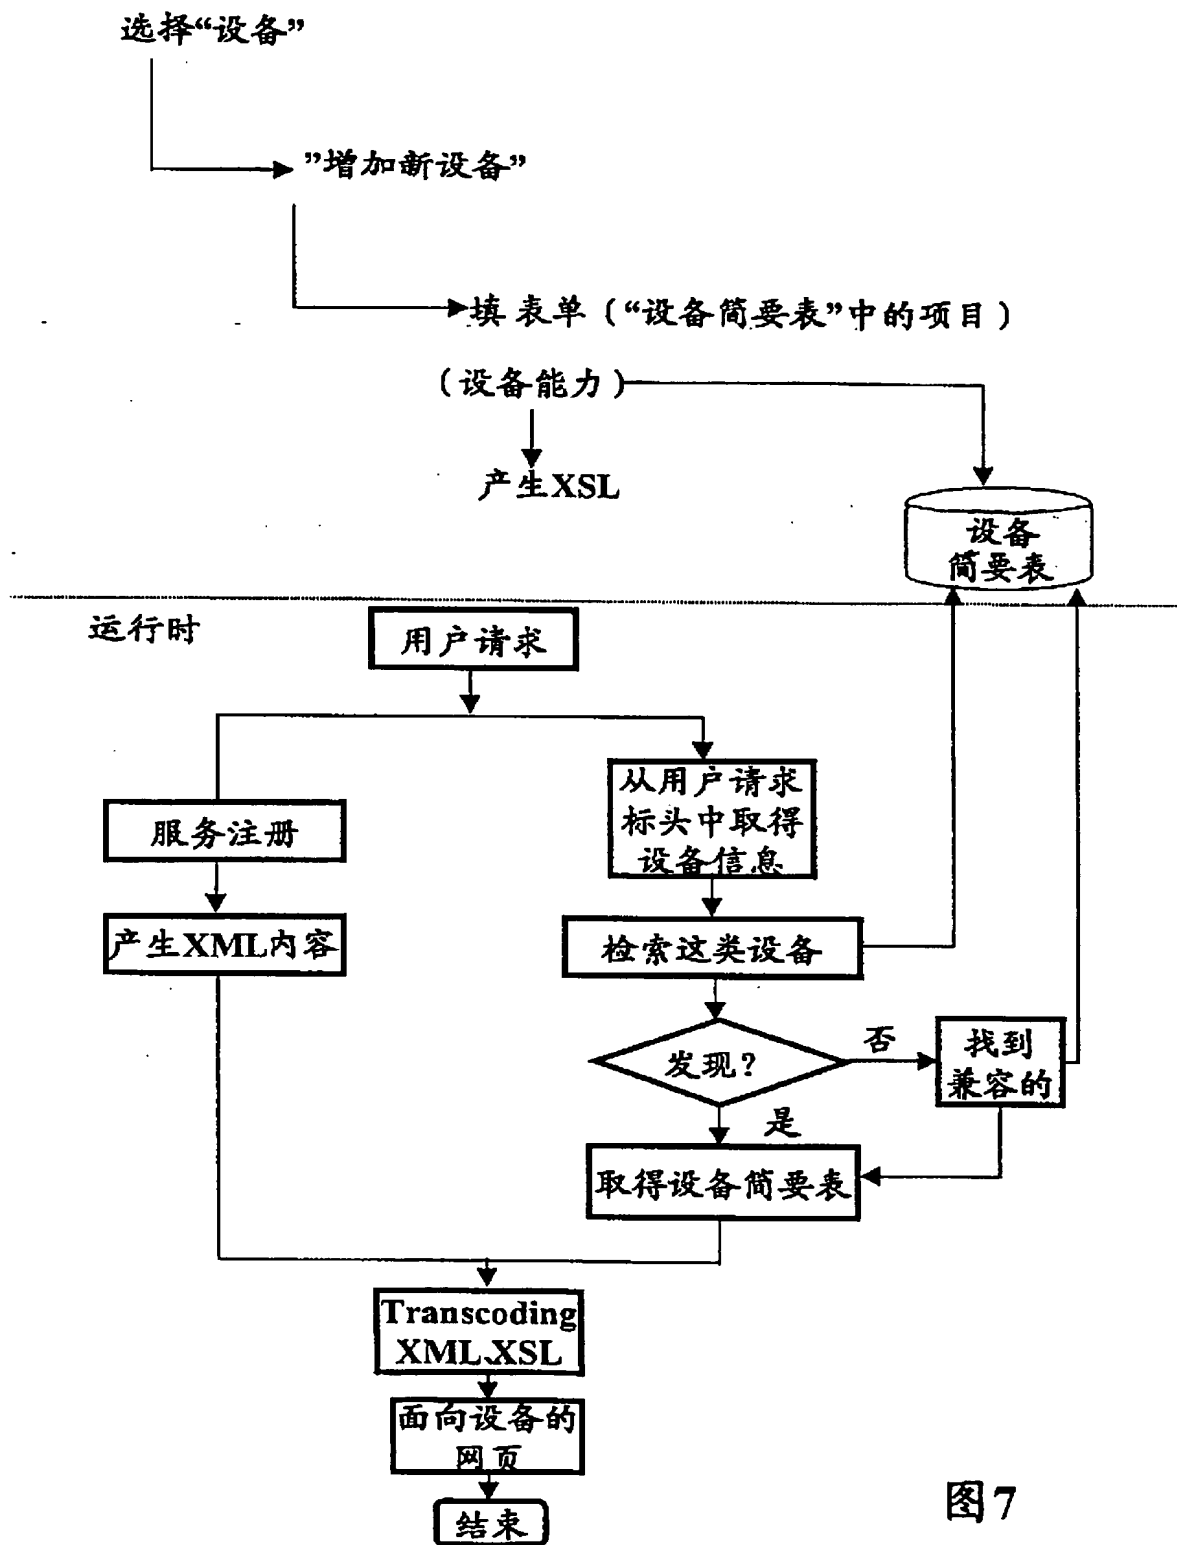 选择“设备”
”增加新设备”
填表单（“设备简要表”中的项目）
（设备能力）
产生XSL
设备
简要表
运行时
用户请求
从用户请求
标头中取得
设备信息
服务注册
产生XML内容
检索这类设备
发现？
否
找到
兼容的
是
取得设备简要表
Transcoding
XML、XSL
面向设备的
网页
结束
图7